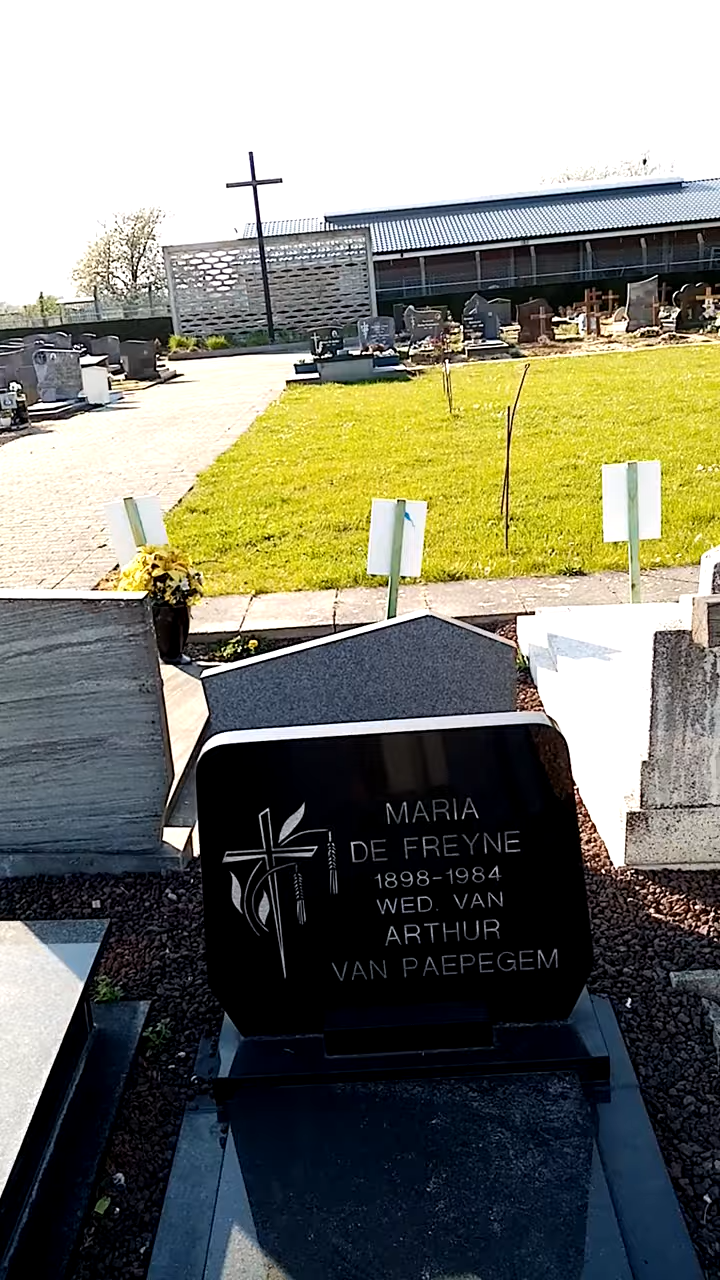 MARIA
DE FREYNE
1898-1984
WED. VAN
ARTHUR
VAN PAEPEGEM